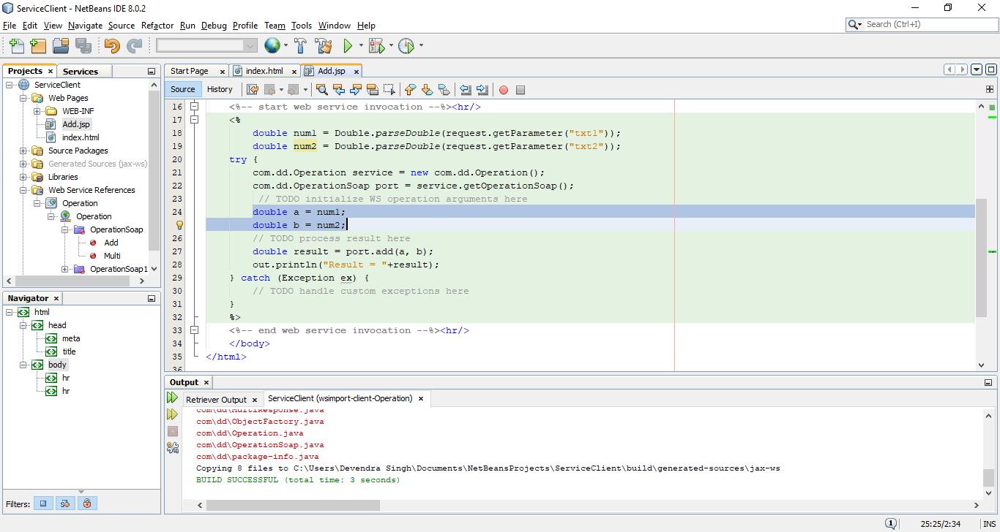 ServiceClient - NetBeans IDE 8.0.2
File Edit View Navigate Source Refactor Run Debug Profile Team Tools Window Help
Search (Ctrl+I)
Projects Services
ServiceClient
Web Pages
WEB-INF
Add.jsp
index.html
Source Packages
Generated Sources (jax-ws)
Libraries
Web Service References
Operation
Operation
OperationSoap
Add
Multi
OperationSoap1
Navigator
html
head
meta
title
body
hr
hr
Filters:
Start Page index.html Add.jsp
Source History
16 <%-- start web service invocation --%><hr/>
17 <%
18 double num1 = Double.parseDouble(request.getParameter("txt1"));
19 double num2 = Double.parseDouble(request.getParameter("txt2"));
20 try {
21 com.dd.Operation service = new com.dd.Operation();
22 com.dd.OperationSoap port = service.getOperationSoap();
23 // TODO initialize WS operation arguments here
24 double a = num1;
double b = num2;
26 // TODO process result here
27 double result = port.add(a, b);
28 out.println("Result = "+result);
29 } catch (Exception ex) {
30 // TODO handle custom exceptions here
31 }
32 %>
33 <%-- end web service invocation --%><hr/>
34 </body>
35 </html>
36
Output
Retriever Output ServiceClient (wsimport-client-Operation)
com\dd\MultiResponse.java
com\dd\ObjectFactory.java
com\dd\Operation.java
com\dd\OperationSoap.java
com\dd\package-info.java
Copying 8 files to C:\Users\Devendra Singh\Documents\NetBeansProjects\ServiceClient\build\generated-sources\jax-ws
BUILD SUCCESSFUL (total time: 3 seconds)
1 25:25/2:34 INS